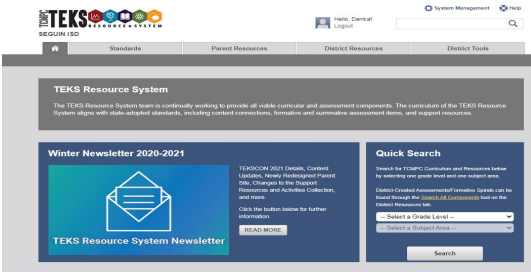 System Management Help
TCMPC TEKS
RESOURCE SYSTEM
Hello, Danica!
Logout
SEGUIN ISD
Standards Parent Resources District Resources District Tools
TEKS Resource System
The TEKS Resource System team is continually working to provide all viable curricular and assessment components. The curriculum of the TEKS Resource
System aligns with state-adopted standards, including content connections, formative and summative assessment items, and support resources.
Winter Newsletter 2020-2021
TEKSCON 2021 Details, Content
Updates, Newly Redesigned Parent
Site, Changes to the Support
Resources and Activities Collection,
and more.
Click the button below for further
information.
READ MORE
TEKS Resource System Newsletter
Quick Search
Search for TCMPC Curriculum and Resources below
by selecting one grade level and one subject area.
District-Created Assessments/Formative Spirals can be
found through the Search All Components tool on the
District Resources tab.
-- Select a Grade Level --
-- Select a Subject Area --
Search